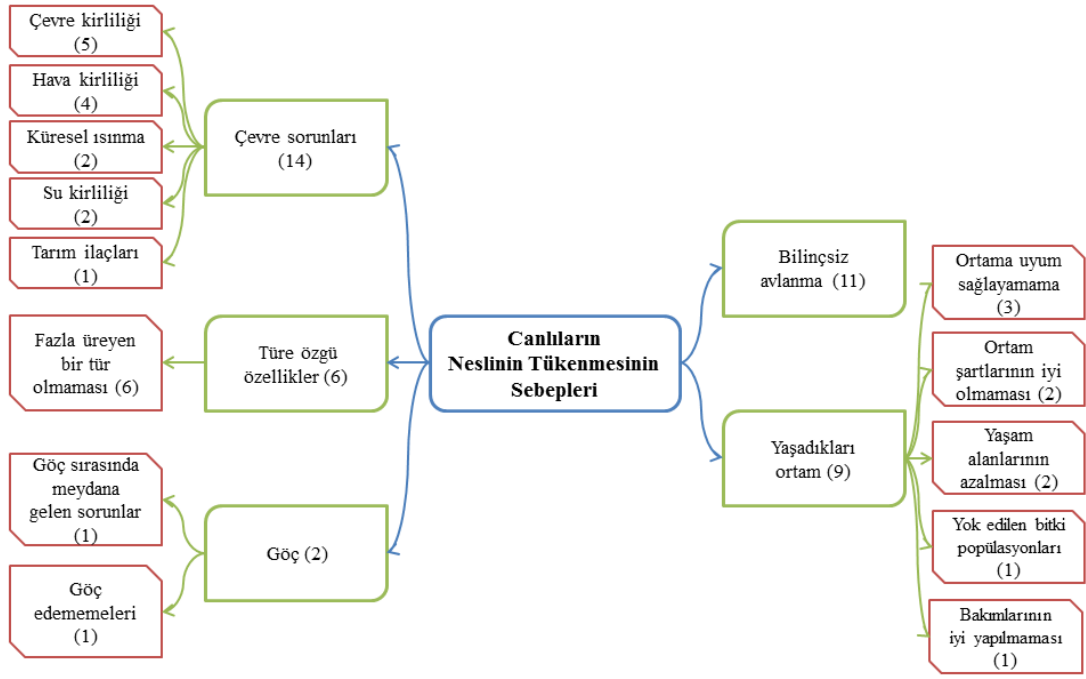 Çevre kirliliği
(5)
Hava kirliliği
(4)
Küresel ısınma
(2)
Su kirliliği
(2)
Tarım ilaçları
(1)
Çevre sorunları
(14)
Fazla üreyen
bir tür
olmaması (6)
Türe özgü
özellikler (6)
Göç sırasında
meydana
gelen sorunlar
(1)
Göç
edememeleri
(1)
Göç (2)
Canlıların
Neslinin Tükenmesinin
Sebepleri
Bilinçsiz
avlanma (11)
Yaşadıkları
ortam (9)
Ortama uyum
sağlayamama
(3)
Ortam
şartlarının iyi
olmaması (2)
Yaşam
alanlarının
azalması (2)
Yok edilen bitki
popülasyonları
(1)
Bakımlarının
iyi yapılmaması
(1)